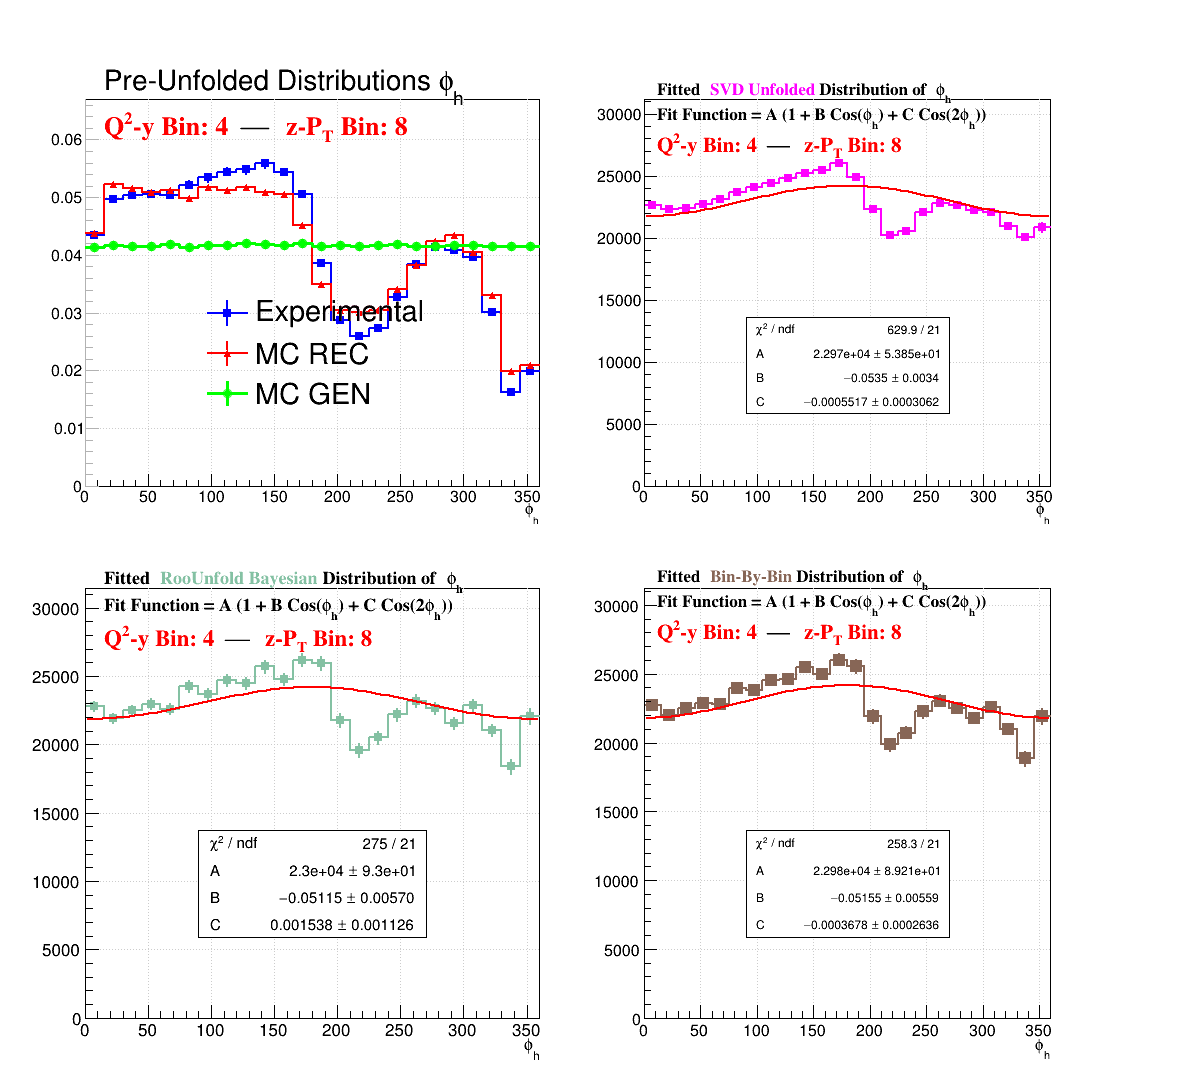 Pre-Unfolded Distributions ϕh
Q²-y Bin: 4 — z-PT Bin: 8
0.06
0.05
0.04
0.03
0.02
0.01
0
Experimental
MC REC
MC GEN
0 50 100 150 200 250 300 350
ϕh
Fitted SVD Unfolded Distribution of ϕh
Fit Function = A (1 + B Cos(ϕh) + C Cos(2ϕh))
Q²-y Bin: 4 — z-PT Bin: 8
30000
25000
20000
15000
10000
5000
0
χ² / ndf 629.9 / 21
A 2.297e+04 ± 5.385e+01
B −0.0535 ± 0.0034
C −0.0005517 ± 0.0003062
0 50 100 150 200 250 300 350
ϕh
Fitted RooUnfold Bayesian Distribution of ϕh
Fit Function = A (1 + B Cos(ϕh) + C Cos(2ϕh))
Q²-y Bin: 4 — z-PT Bin: 8
30000
25000
20000
15000
10000
5000
0
χ² / ndf 275 / 21
A 2.3e+04 ± 9.3e+01
B −0.05115 ± 0.00570
C 0.001538 ± 0.001126
0 50 100 150 200 250 300 350
ϕh
Fitted Bin-By-Bin Distribution of ϕh
Fit Function = A (1 + B Cos(ϕh) + C Cos(2ϕh))
Q²-y Bin: 4 — z-PT Bin: 8
30000
25000
20000
15000
10000
5000
0
χ² / ndf 258.3 / 21
A 2.298e+04 ± 8.921e+01
B −0.05155 ± 0.00559
C −0.0003678 ± 0.0002636
0 50 100 150 200 250 300 350
ϕh